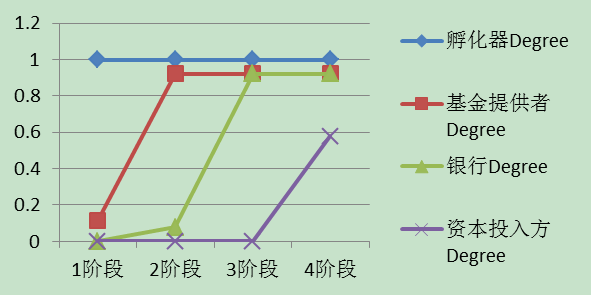 1.2
1
0.8
0.6
0.4
0.2
0
1阶段 2阶段 3阶段 4阶段
孵化器Degree
基金提供者
Degree
银行Degree
资本投入方
Degree